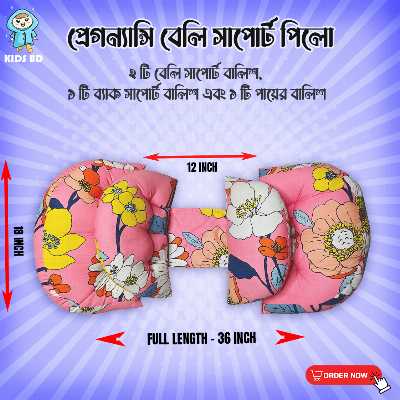 KIDS BD
প্রেগন্যান্সি বেলি সাপোর্ট পিলো
২ টি বেলি সাপোর্ট বালিশ,
১ টি ব্যাক সাপোর্ট বালিশ এবং ১ টি পায়ের বালিশ
12 INCH
18 INCH
FULL LENGTH - 36 INCH
ORDER NOW